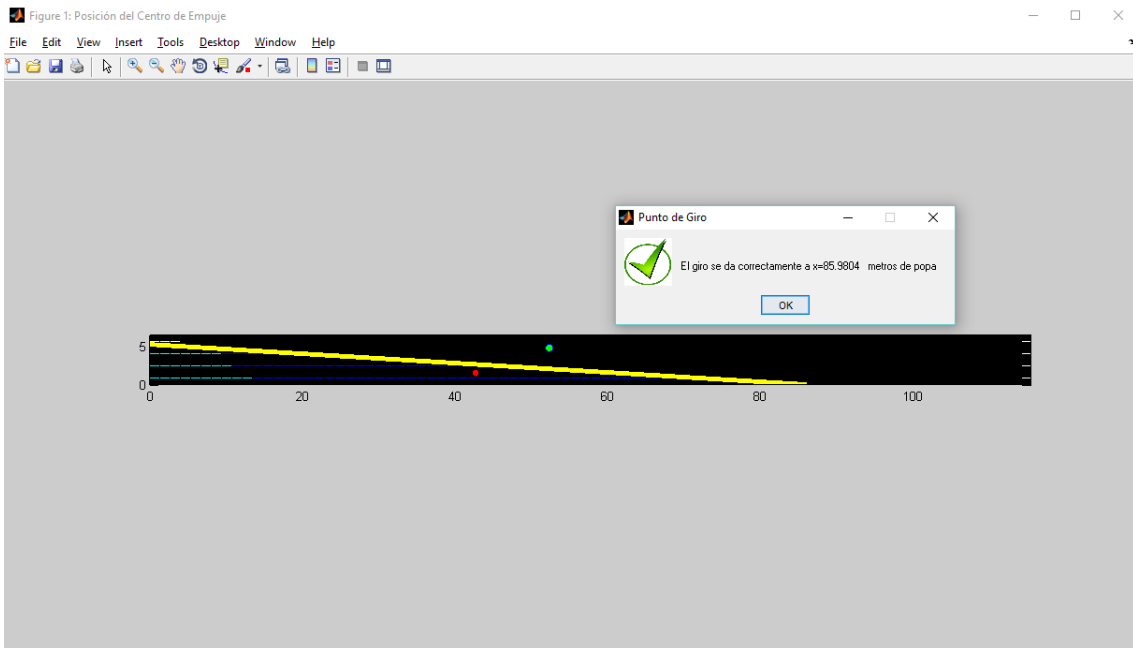 Figure 1: Posición del Centro de Empuje
File Edit View Insert Tools Desktop Window Help
Punto de Giro
El giro se da correctamente a x=85.9804 metros de popa
OK
5
0
0 20 40 60 80 100